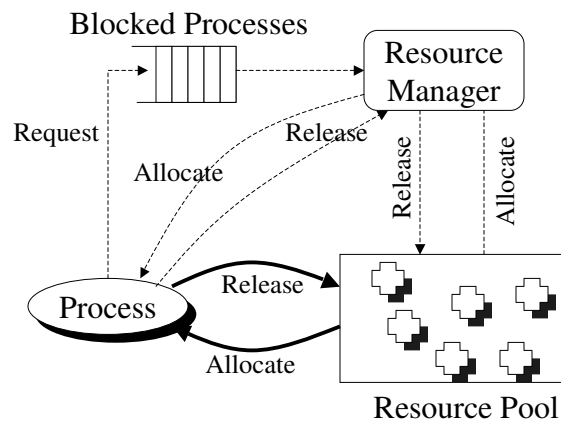 Blocked Processes
Resource
Manager
Request
Release
Allocate
Release
Allocate
Process
Release
Allocate
Resource Pool